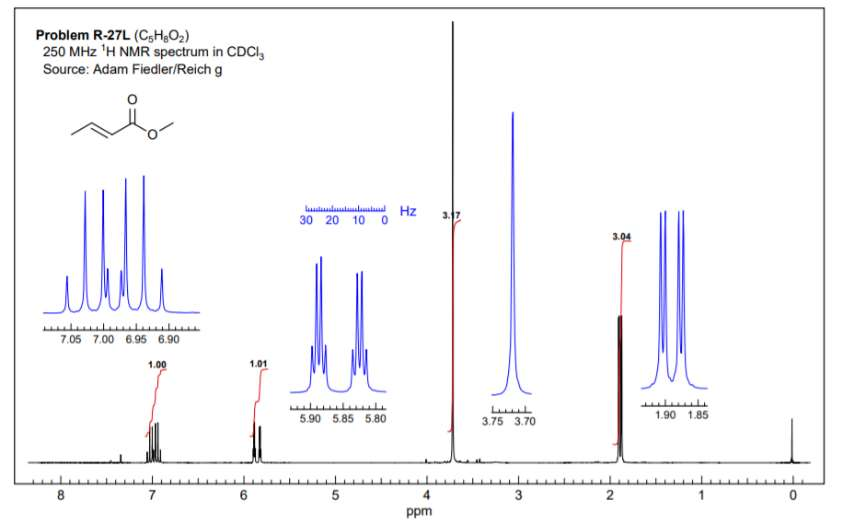 Problem R-27L (C₅H₈O₂)
250 MHz ¹H NMR spectrum in CDCl₃
Source: Adam Fiedler/Reich g
O
O
30 20 10 0 Hz
3.17
3.04
7.05 7.00 6.95 6.90
1.00
1.01
5.90 5.85 5.80
3.75 3.70
1.90 1.85
8 7 6 5 4 3 2 1 0
ppm